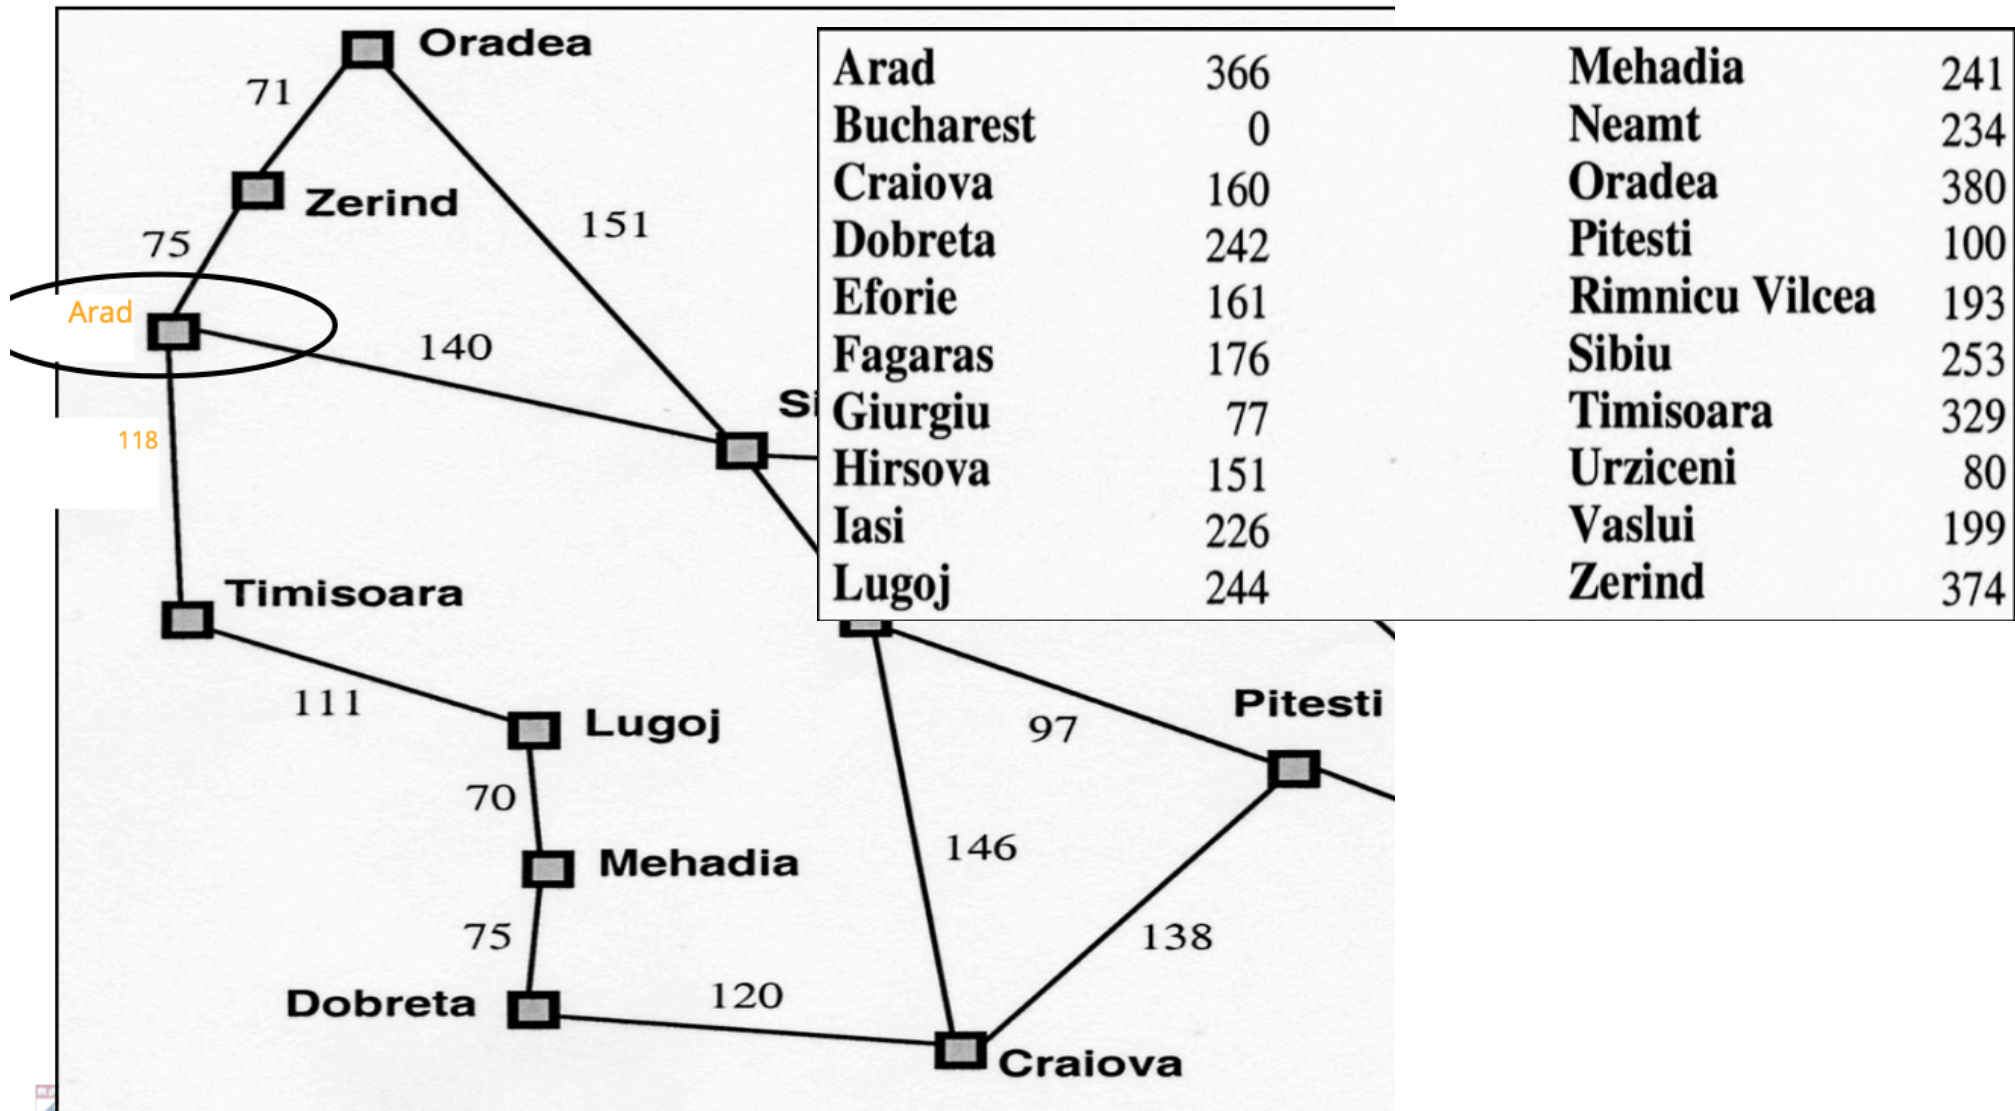 Oradea
71
Zerind
151
75
Arad
140
Si
118
Timisoara
111
Lugoj
70
Mehadia
75
Dobreta
120
Craiova
146
138
97
Pitesti
Arad 366 Mehadia 241
Bucharest 0 Neamt 234
Craiova 160 Oradea 380
Dobreta 242 Pitesti 100
Eforie 161 Rimnicu Vilcea 193
Fagaras 176 Sibiu 253
Giurgiu 77 Timisoara 329
Hirsova 151 Urziceni 80
Iasi 226 Vaslui 199
Lugoj 244 Zerind 374